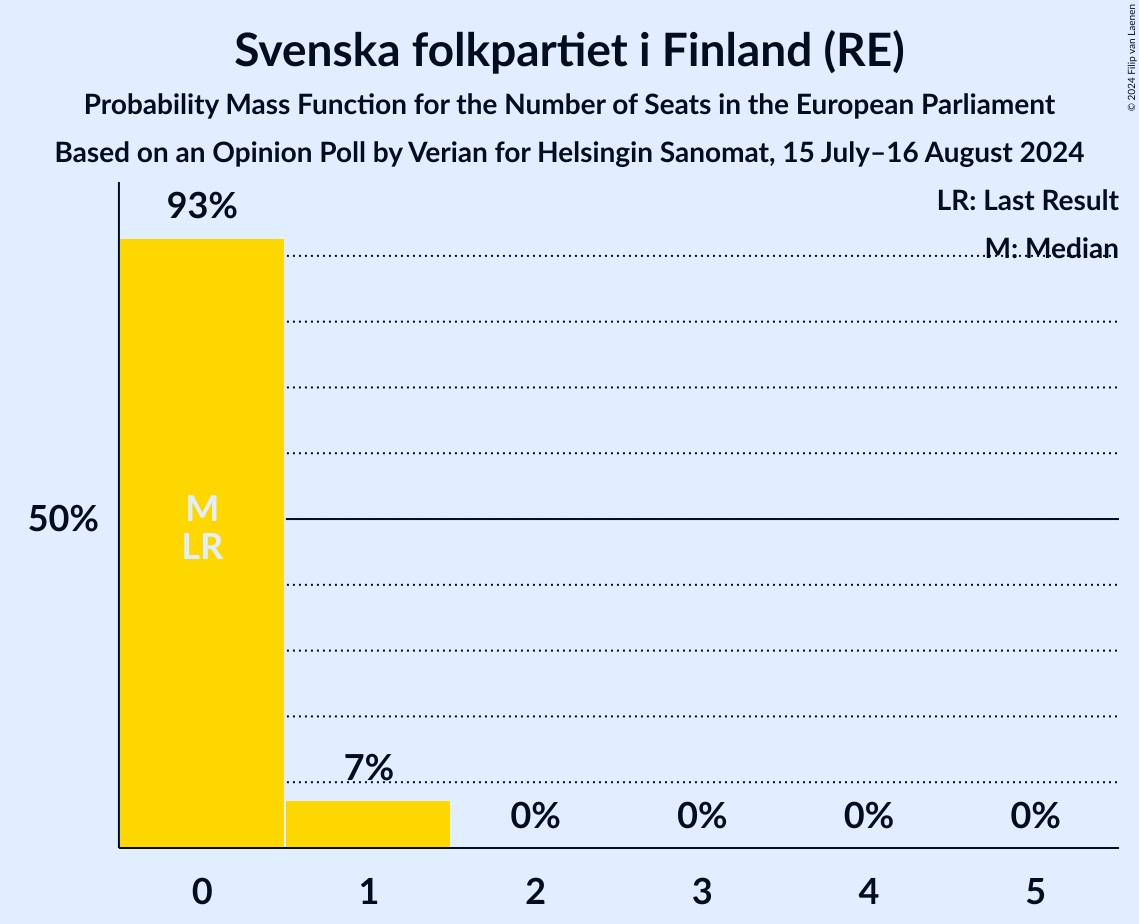 Svenska folkpartiet i Finland (RE)
Probability Mass Function for the Number of Seats in the European Parliament
Based on an Opinion Poll by Verian for Helsingin Sanomat, 15 July–16 August 2024
© 2024 Filip van Laenen
LR: Last Result
M: Median
93%
50%
M
LR
7%
0%
0%
0%
0%
0
1
2
3
4
5